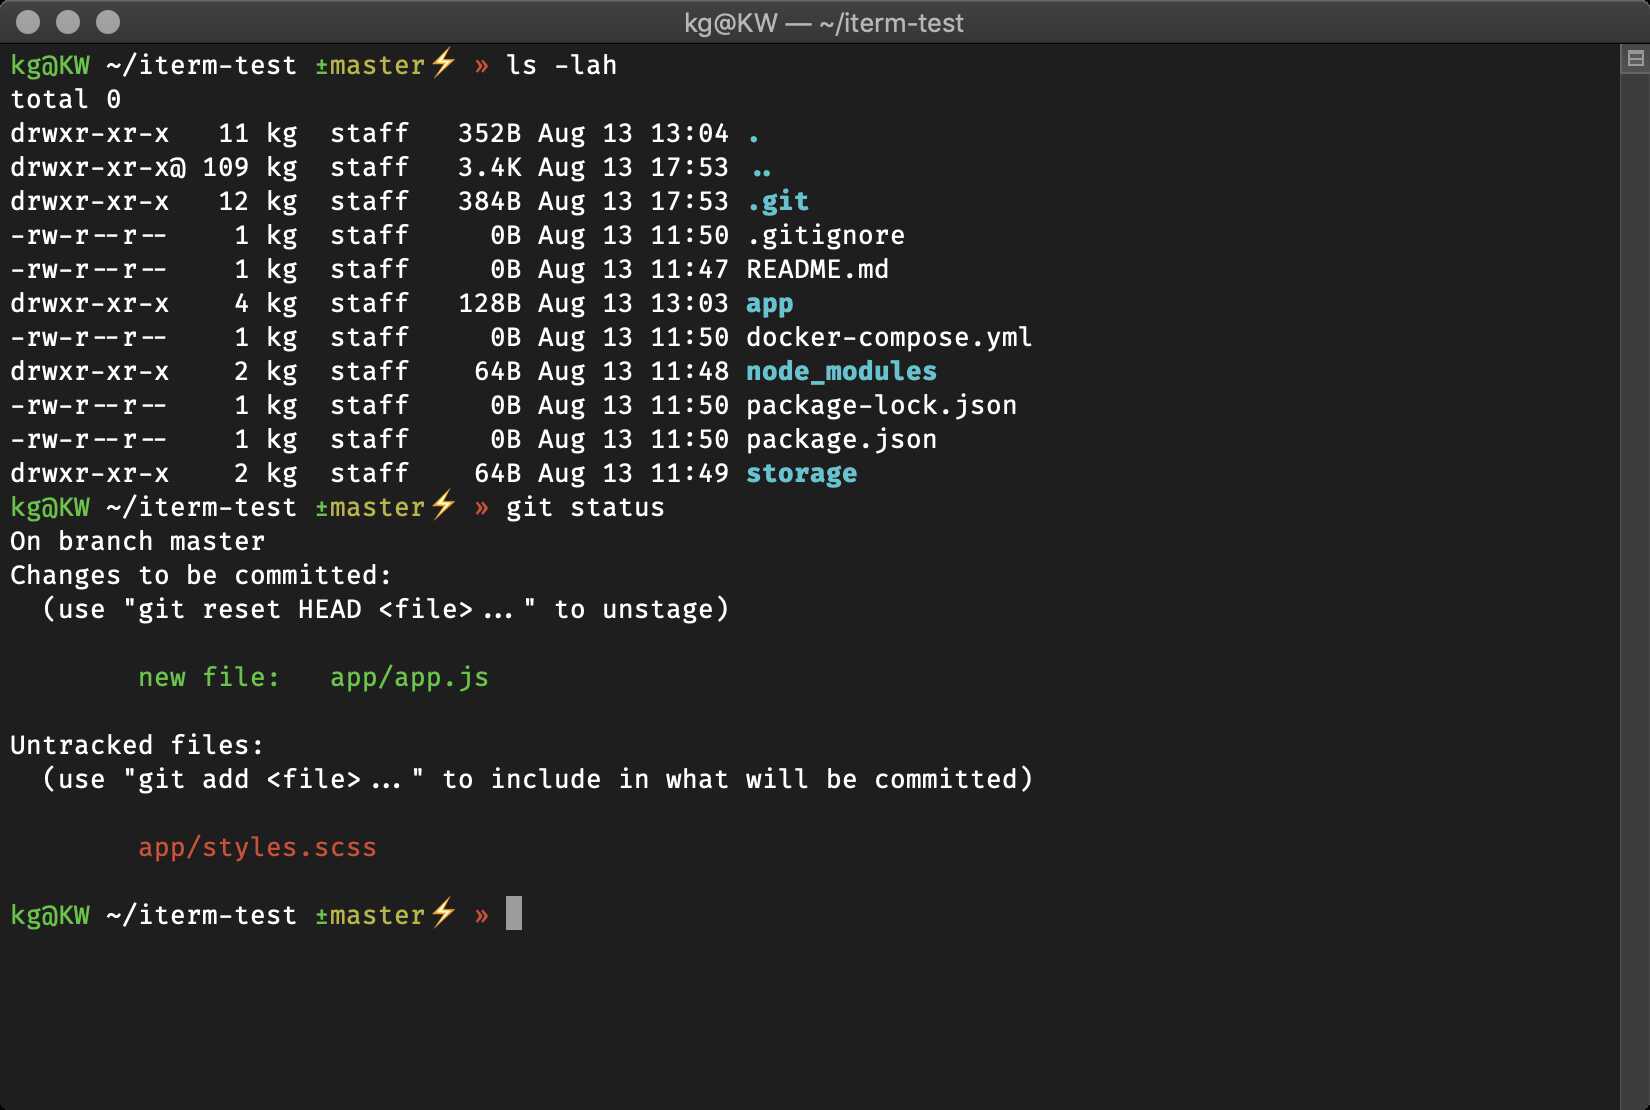 kg@KW — ~/iterm-test
kg@KW ~/iterm-test ±master⚡ » ls -lah
total 0
drwxr-xr-x   11 kg  staff   352B Aug 13 13:04 .
drwxr-xr-x@ 109 kg  staff   3.4K Aug 13 17:53 ..
drwxr-xr-x   12 kg  staff   384B Aug 13 17:53 .git
-rw-r--r--    1 kg  staff     0B Aug 13 11:50 .gitignore
-rw-r--r--    1 kg  staff     0B Aug 13 11:47 README.md
drwxr-xr-x    4 kg  staff   128B Aug 13 13:03 app
-rw-r--r--    1 kg  staff     0B Aug 13 11:50 docker-compose.yml
drwxr-xr-x    2 kg  staff    64B Aug 13 11:48 node_modules
-rw-r--r--    1 kg  staff     0B Aug 13 11:50 package-lock.json
-rw-r--r--    1 kg  staff     0B Aug 13 11:50 package.json
drwxr-xr-x    2 kg  staff    64B Aug 13 11:49 storage
kg@KW ~/iterm-test ±master⚡ » git status
On branch master
Changes to be committed:
  (use "git reset HEAD <file>..." to unstage)
        new file:   app/app.js
Untracked files:
  (use "git add <file>..." to include in what will be committed)
        app/styles.scss
kg@KW ~/iterm-test ±master⚡ »